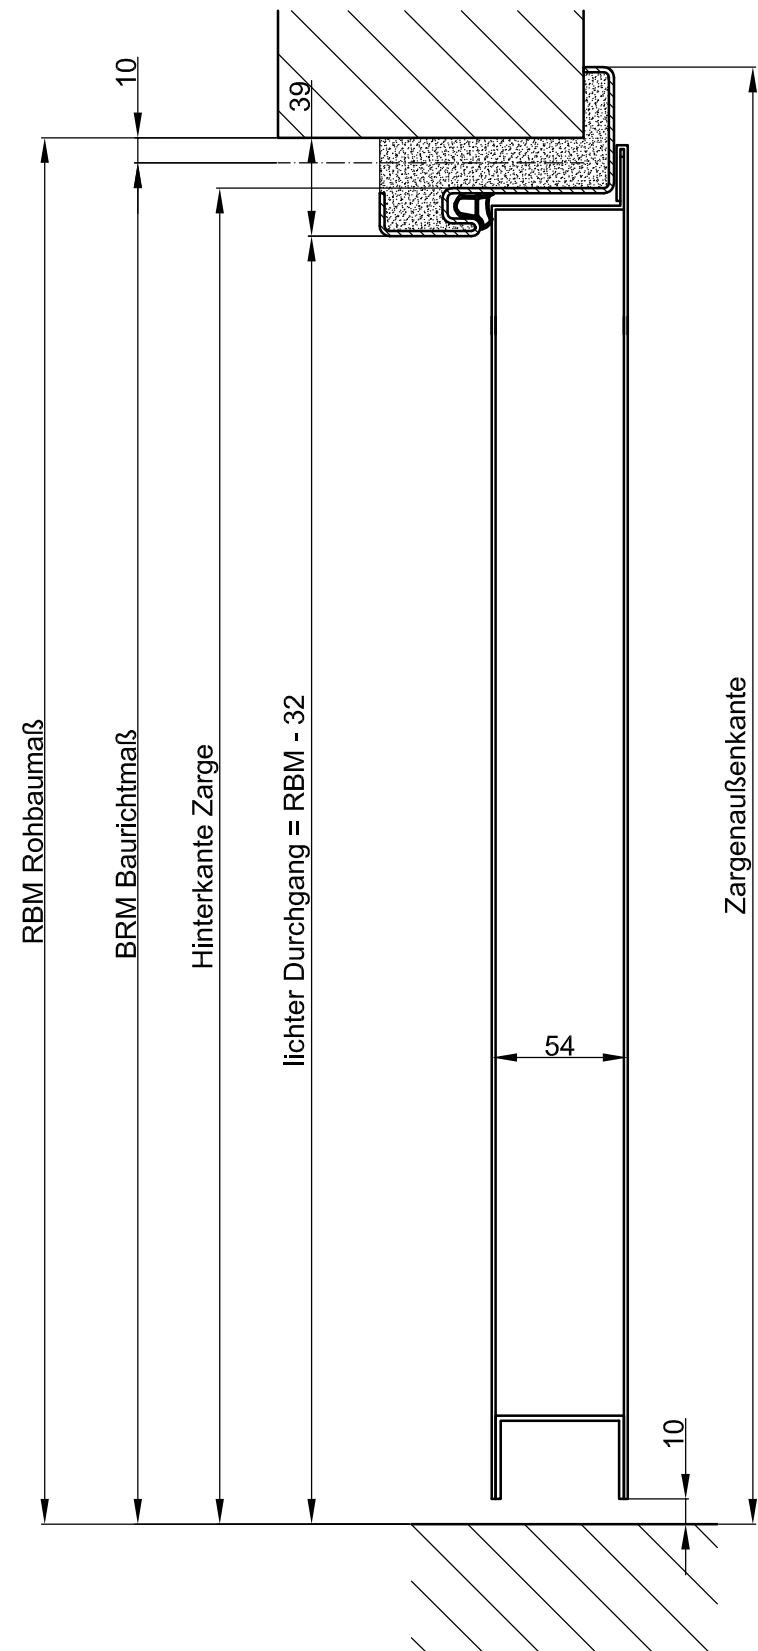 10
39
RBM Rohbaumaß
BRM Baurichtmaß
Hinterkante Zarge
lichter Durchgang = RBM - 32
Zargenaußenkante
54
10